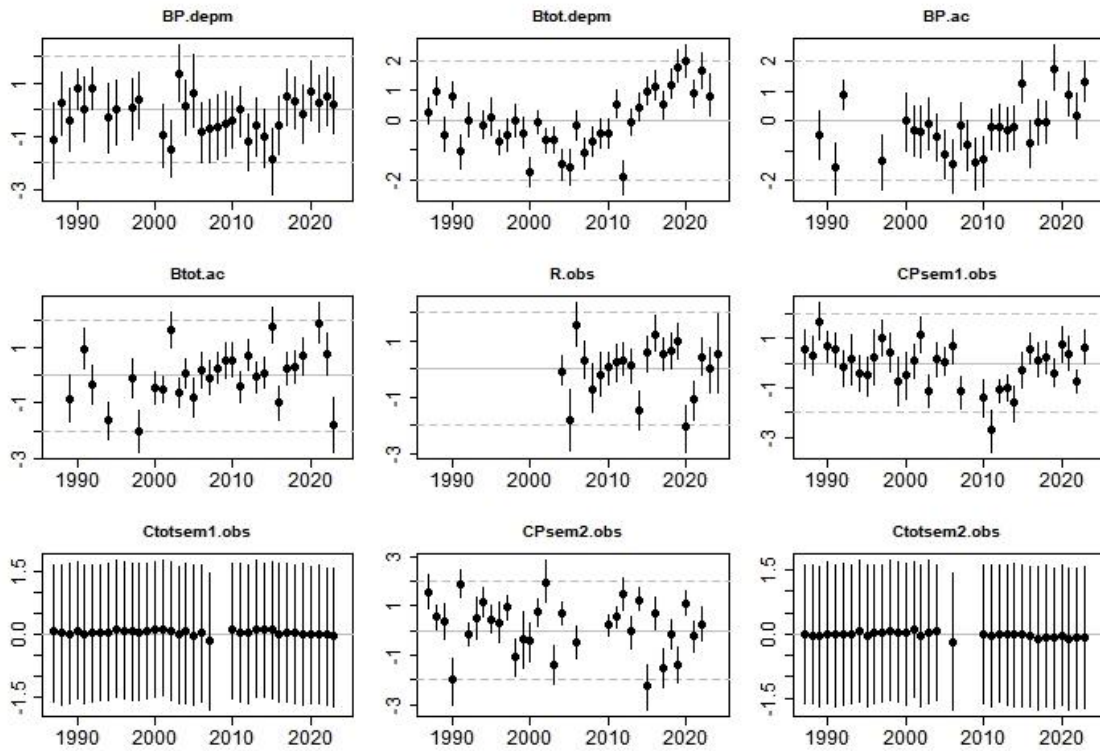 BP.depm Btot.depm BP.ac
1 -1 -3 2 1 0 -1 -2 2 1 0 -2
1990 2000 2010 2020 1990 2000 2010 2020 1990 2000 2010 2020
Btot.ac R.obs CPsem1.obs
1 -1 -3 1 -1 -3 1 -1 -3
1990 2000 2010 2020 1990 2000 2010 2020 1990 2000 2010 2020
Ctotsem1.obs CPsem2.obs Ctotsem2.obs
1.5 0.0 -1.5 3 1 -1 -3 1.5 0.0 -1.5
1990 2000 2010 2020 1990 2000 2010 2020 1990 2000 2010 2020